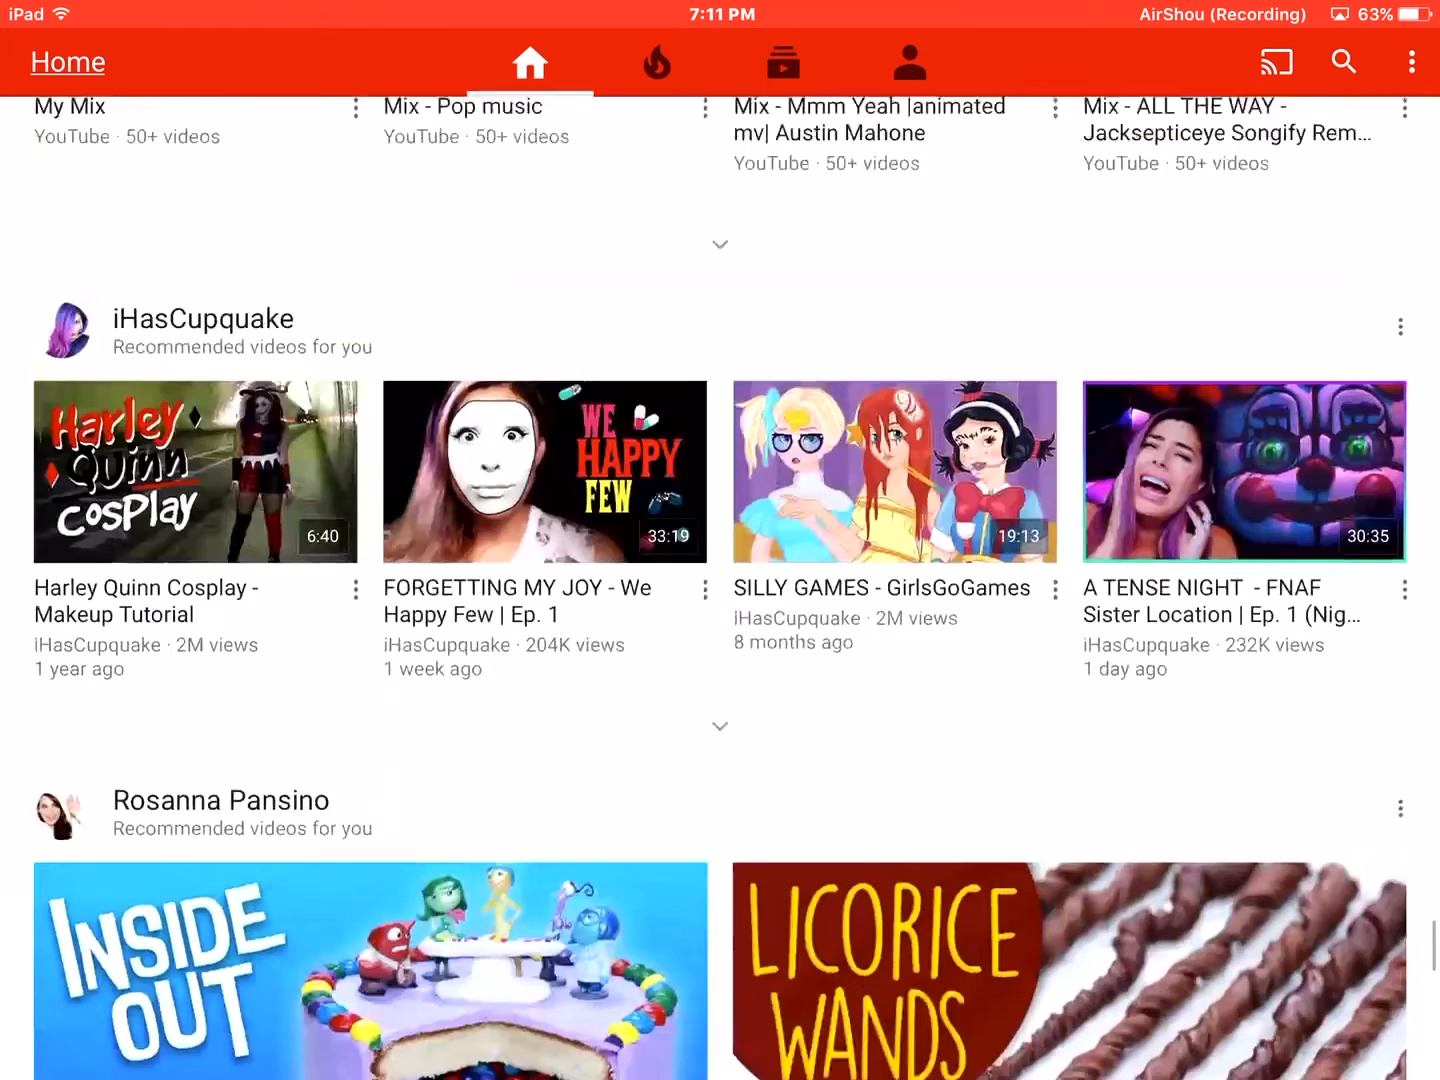 iPad 7:11 PM AirShou (Recording) 63%
Home
My Mix
YouTube · 50+ videos
Mix - Pop music
YouTube · 50+ videos
Mix - Mmm Yeah |animated
mv| Austin Mahone
YouTube · 50+ videos
Mix - ALL THE WAY -
Jacksepticeye Songify Rem...
YouTube · 50+ videos
iHasCupquake
Recommended videos for you
Harley
Quinn
Cosplay
6:40
WE
HAPPY
FEW
33:19
19:13
30:35
Harley Quinn Cosplay -
Makeup Tutorial
iHasCupquake · 2M views
1 year ago
FORGETTING MY JOY - We
Happy Few | Ep. 1
iHasCupquake · 204K views
1 week ago
SILLY GAMES - GirlsGoGames
iHasCupquake · 2M views
8 months ago
A TENSE NIGHT - FNAF
Sister Location | Ep. 1 (Nig...
iHasCupquake · 232K views
1 day ago
Rosanna Pansino
Recommended videos for you
INSIDE
OUT
LICORICE
WANDS